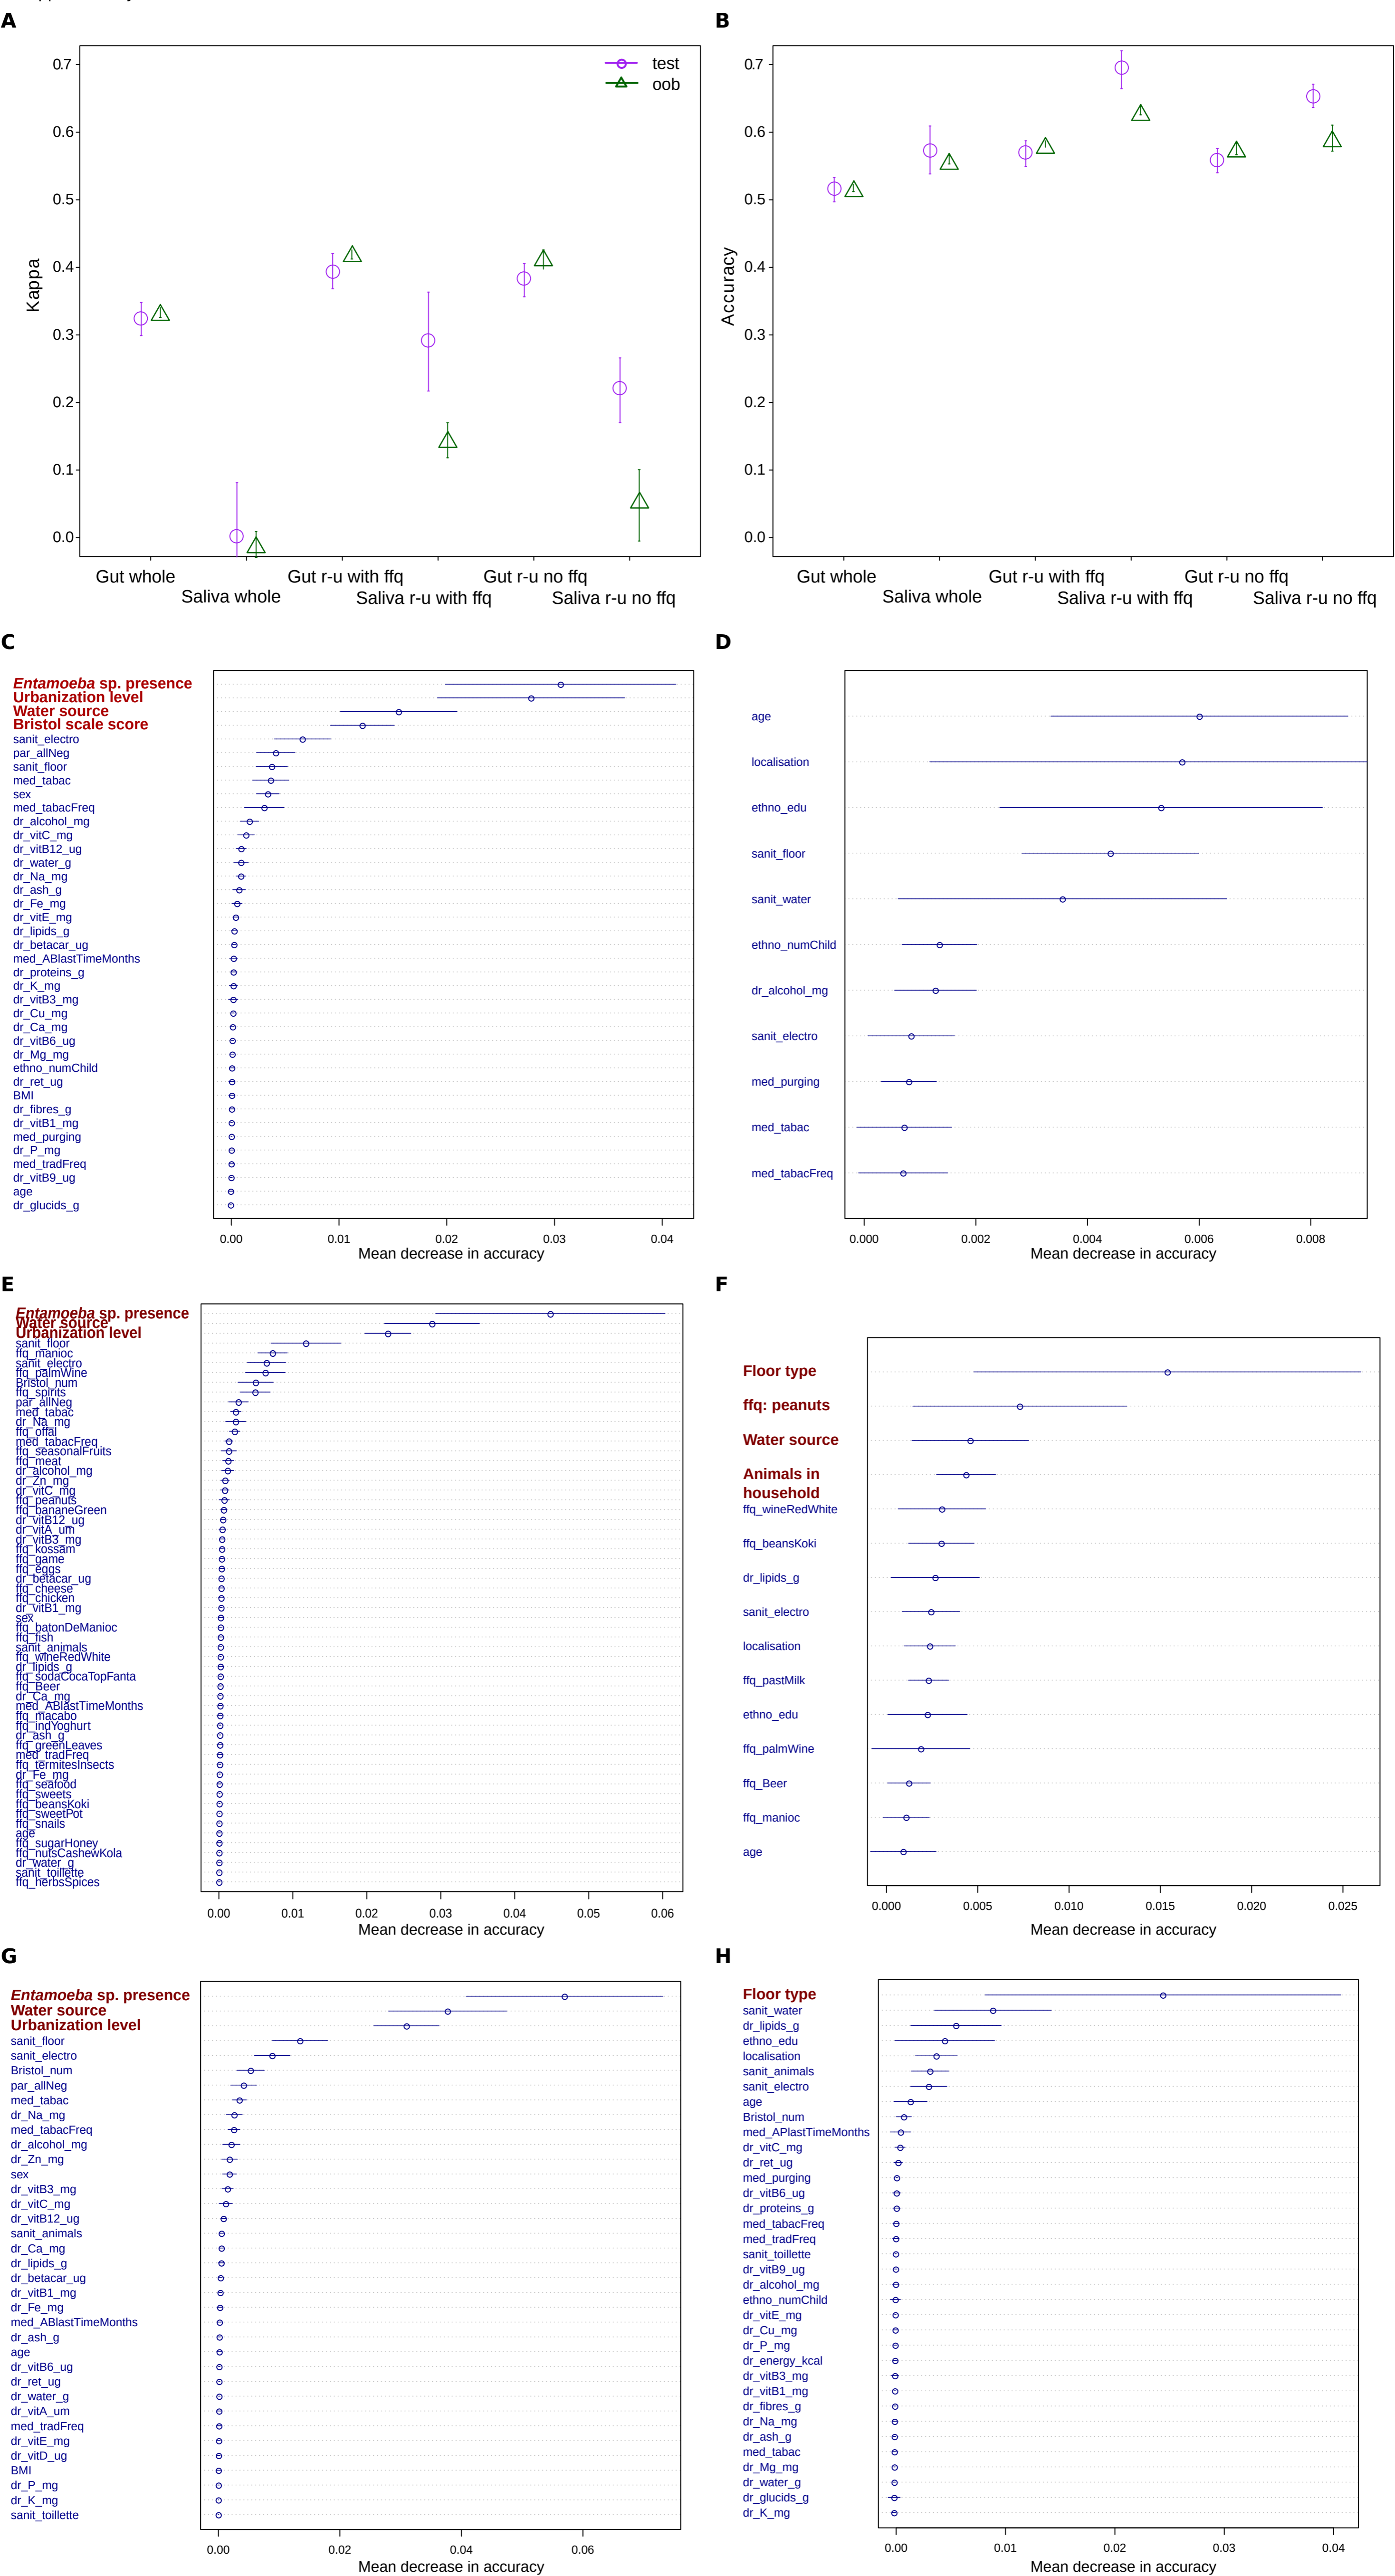 A
B
0.7
0.6
0.5
0.4
0.3
0.2
0.1
0.0
Kappa
test
oob
Gut whole
Saliva whole
Gut r-u with ffq
Saliva r-u with ffq
Gut r-u no ffq
Saliva r-u no ffq
0.7
0.6
0.5
0.4
0.3
0.2
0.1
0.0
Accuracy
Gut whole
Saliva whole
Gut r-u with ffq
Saliva r-u with ffq
Gut r-u no ffq
Saliva r-u no ffq
C
Entamoeba sp. presence
Urbanization level
Water source
Bristol scale score
sanit_electro
par_allNeg
sanit_floor
med_tabac
sex
med_tabacFreq
dr_alcohol_mg
dr_vitC_mg
dr_vitB12_ug
dr_water_g
dr_Na_mg
dr_ash_g
dr_Fe_mg
dr_vitE_mg
dr_lipids_g
dr_betacar_ug
med_ABlastTimeMonths
dr_proteins_g
dr_K_mg
dr_vitB3_mg
dr_Cu_mg
dr_Ca_mg
dr_vitB6_ug
dr_Mg_mg
ethno_numChild
dr_ret_ug
BMI
dr_fibres_g
dr_vitB1_mg
med_purging
dr_P_mg
med_tradFreq
dr_vitB9_ug
age
dr_glucids_g
0.00 0.01 0.02 0.03 0.04
Mean decrease in accuracy
D
age
localisation
ethno_edu
sanit_floor
sanit_water
ethno_numChild
dr_alcohol_mg
sanit_electro
med_purging
med_tabac
med_tabacFreq
0.000 0.002 0.004 0.006 0.008
Mean decrease in accuracy
E
Entamoeba sp. presence
Water source
Urbanization level
sanit_floor
ffq_manioc
sanit_electro
ffq_palmWine
Bristol_num
ffq_spirits
par_allNeg
med_tabac
dr_Na_mg
ffq_offal
med_tabacFreq
ffq_seasonalFruits
ffq_meat
dr_alcohol_mg
dr_Zn_mg
dr_vitC_mg
ffq_peanuts
ffq_bananeGreen
dr_vitB12_ug
dr_vitA_um
dr_vitB3_mg
ffq_kossam
ffq_game
ffq_eggs
dr_betacar_ug
ffq_cheese
ffq_chicken
dr_vitB1_mg
sex
ffq_batonDeManioc
ffq_fish
sanit_animals
ffq_wineRedWhite
dr_lipids_g
ffq_sodaCocaTopFanta
ffq_Beer
dr_Ca_mg
med_ABlastTimeMonths
ffq_macabo
ffq_indYoghurt
dr_ash_g
ffq_greenLeaves
med_tradFreq
ffq_termitesInsects
dr_Fe_mg
ffq_seafood
ffq_sweets
ffq_beansKoki
ffq_sweetPot
ffq_snails
age
ffq_sugarHoney
ffq_nutsCashewKola
dr_water_g
sanit_toillette
ffq_herbsSpices
0.00 0.01 0.02 0.03 0.04 0.05 0.06
Mean decrease in accuracy
F
Floor type
ffq: peanuts
Water source
Animals in
household
ffq_wineRedWhite
ffq_beansKoki
dr_lipids_g
sanit_electro
localisation
ffq_pastMilk
ethno_edu
ffq_palmWine
ffq_Beer
ffq_manioc
age
0.000 0.005 0.010 0.015 0.020 0.025
Mean decrease in accuracy
G
Entamoeba sp. presence
Water source
Urbanization level
sanit_floor
sanit_electro
Bristol_num
par_allNeg
med_tabac
dr_Na_mg
med_tabacFreq
dr_alcohol_mg
dr_Zn_mg
sex
dr_vitB3_mg
dr_vitC_mg
dr_vitB12_ug
sanit_animals
dr_Ca_mg
dr_lipids_g
dr_betacar_ug
dr_vitB1_mg
dr_Fe_mg
med_ABlastTimeMonths
dr_ash_g
age
dr_vitB6_ug
dr_ret_ug
dr_water_g
dr_vitA_um
med_tradFreq
dr_vitE_mg
dr_vitD_ug
BMI
dr_P_mg
dr_K_mg
sanit_toillette
0.00 0.02 0.04 0.06
Mean decrease in accuracy
H
Floor type
sanit_water
dr_lipids_g
ethno_edu
localisation
sanit_animals
sanit_electro
age
Bristol_num
med_APlastTimeMonths
dr_vitC_mg
dr_ret_ug
med_purging
dr_vitB6_ug
dr_proteins_g
med_tabacFreq
med_tradFreq
sanit_toillette
dr_vitB9_ug
dr_alcohol_mg
ethno_numChild
dr_vitE_mg
dr_Cu_mg
dr_P_mg
dr_energy_kcal
dr_vitB3_mg
dr_vitB1_mg
dr_fibres_g
dr_Na_mg
dr_ash_g
med_tabac
dr_Mg_mg
dr_water_g
dr_glucids_g
dr_K_mg
0.00 0.01 0.02 0.03 0.04
Mean decrease in accuracy